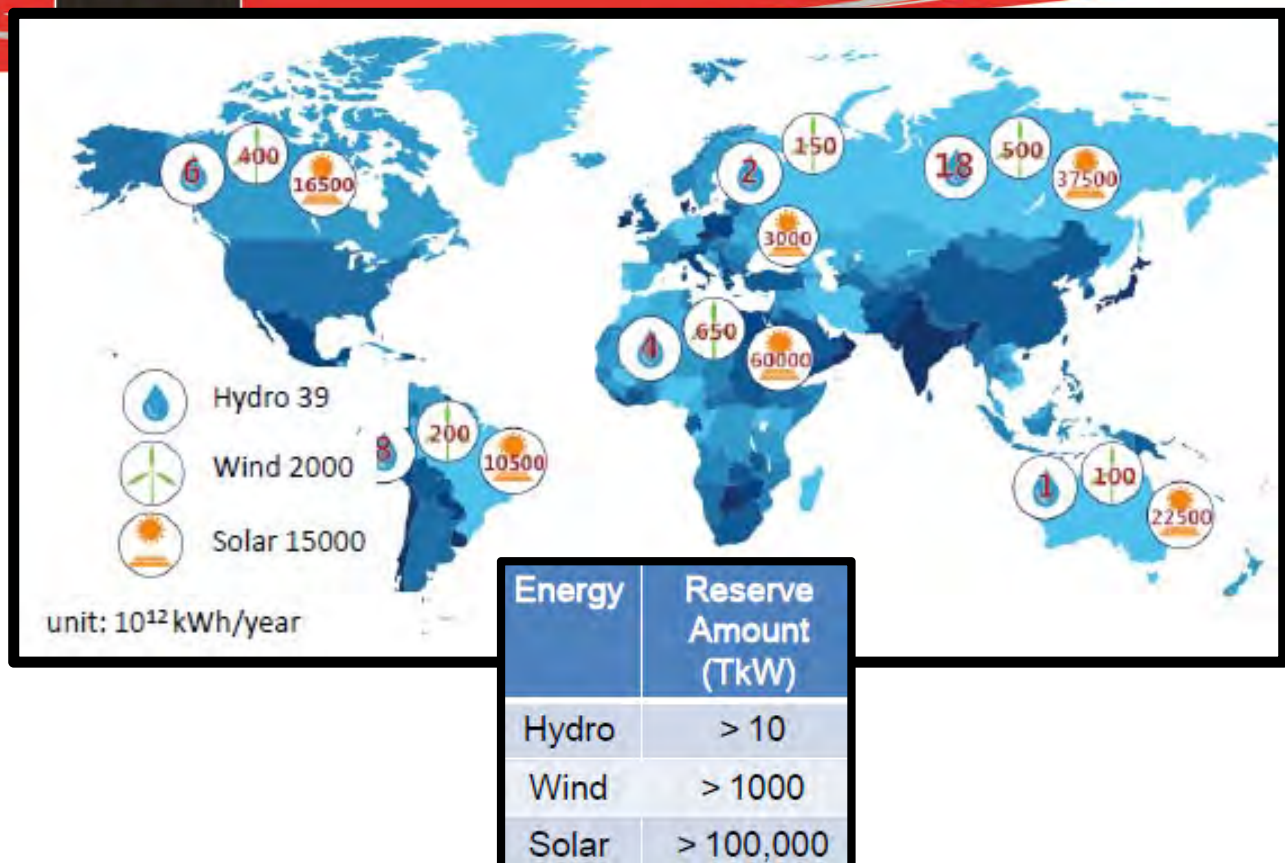 6
400
16500
2
150
3000
18
500
37500
4
650
60000
8
200
10500
1
100
22500
Hydro 39
Wind 2000
Solar 15000
unit: 10¹² kWh/year
Energy Reserve Amount (TkW)
Hydro > 10
Wind > 1000
Solar > 100,000